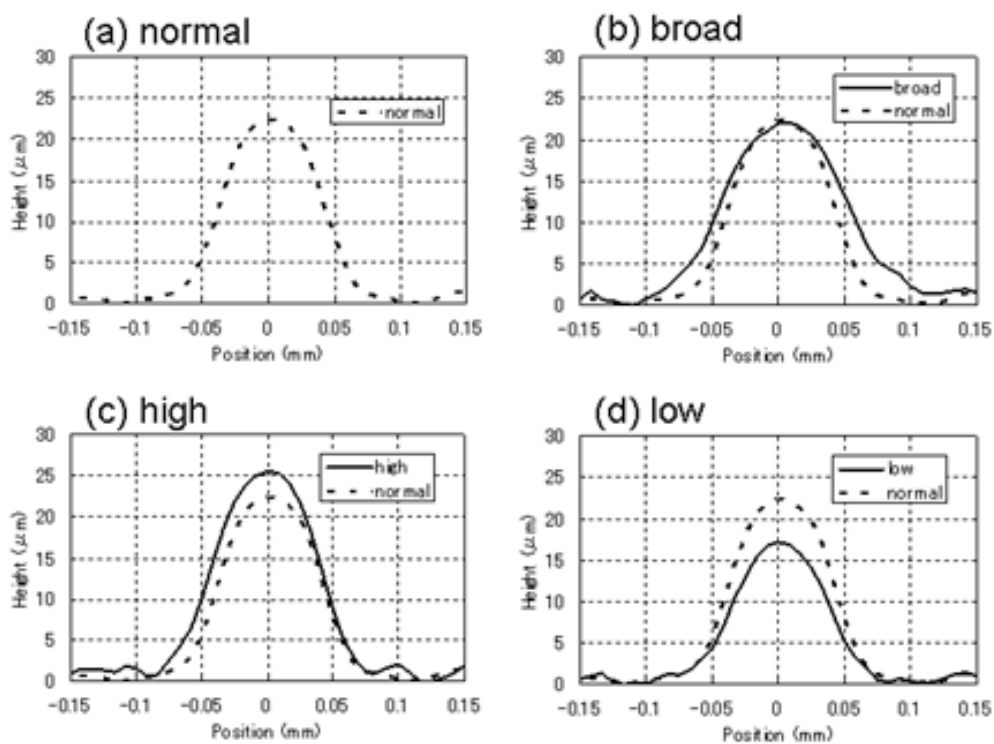 (a) normal
30
25
20
15
10
5
0
Height (μm)
normal
-0.15 -0.1 -0.05 0 0.05 0.1 0.15
Position (mm)
(b) broad
30
25
20
15
10
5
0
Height (μm)
broad
normal
-0.15 -0.1 -0.05 0 0.05 0.1 0.15
Position (mm)
(c) high
30
25
20
15
10
5
0
Height (μm)
high
normal
-0.15 -0.1 -0.05 0 0.05 0.1 0.15
Position (mm)
(d) low
30
25
20
15
10
5
0
Height (μm)
low
normal
-0.15 -0.1 -0.05 0 0.05 0.1 0.15
Position (mm)